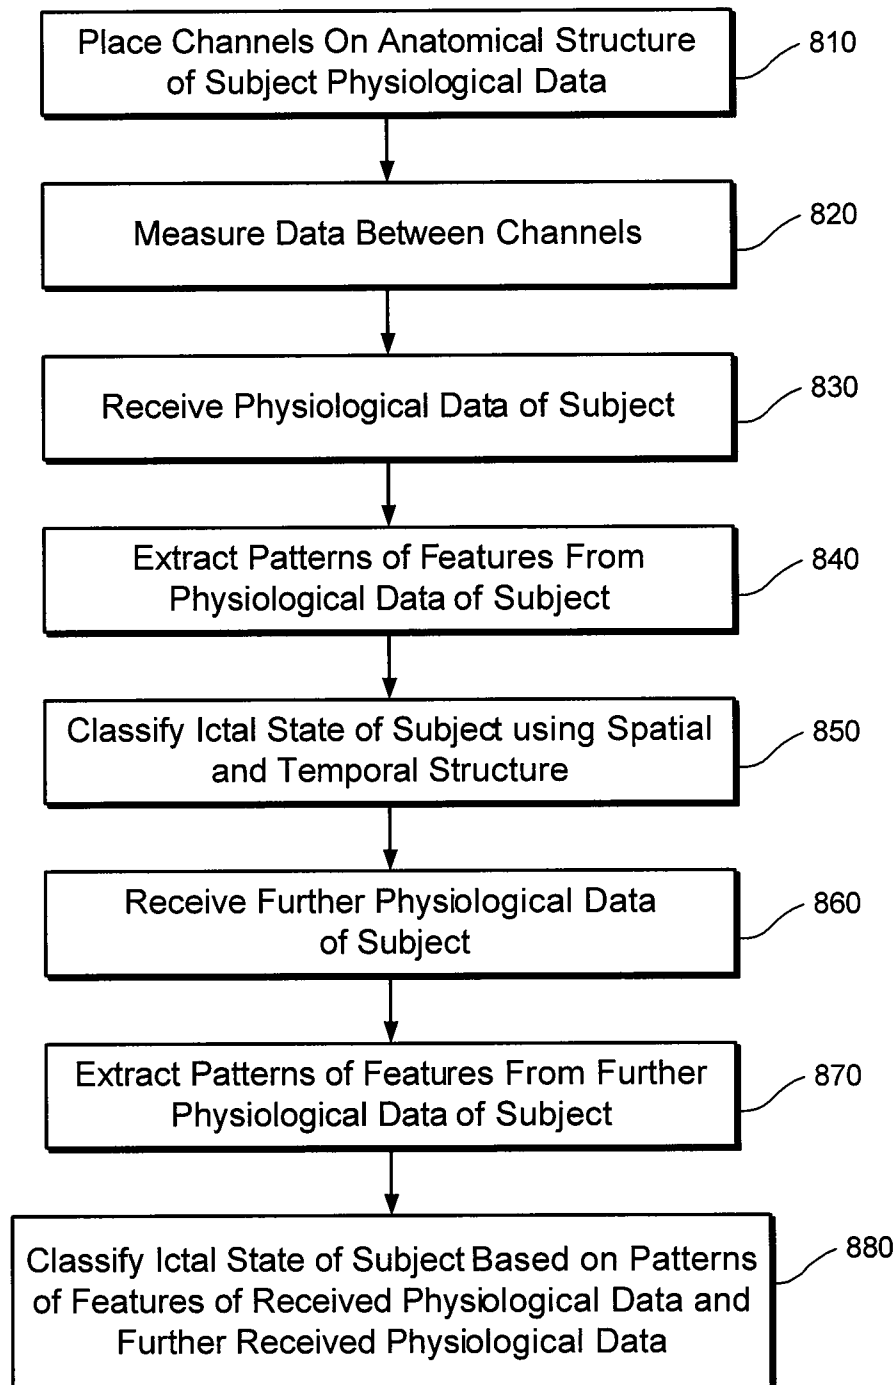 Place Channels On Anatomical Structure
of Subject Physiological Data
810
Measure Data Between Channels
820
Receive Physiological Data of Subject
830
Extract Patterns of Features From
Physiological Data of Subject
840
Classify Ictal State of Subject using Spatial
and Temporal Structure
850
Receive Further Physiological Data
of Subject
860
Extract Patterns of Features From Further
Physiological Data of Subject
870
Classify Ictal State of Subject Based on Patterns
of Features of Received Physiological Data and
Further Received Physiological Data
880